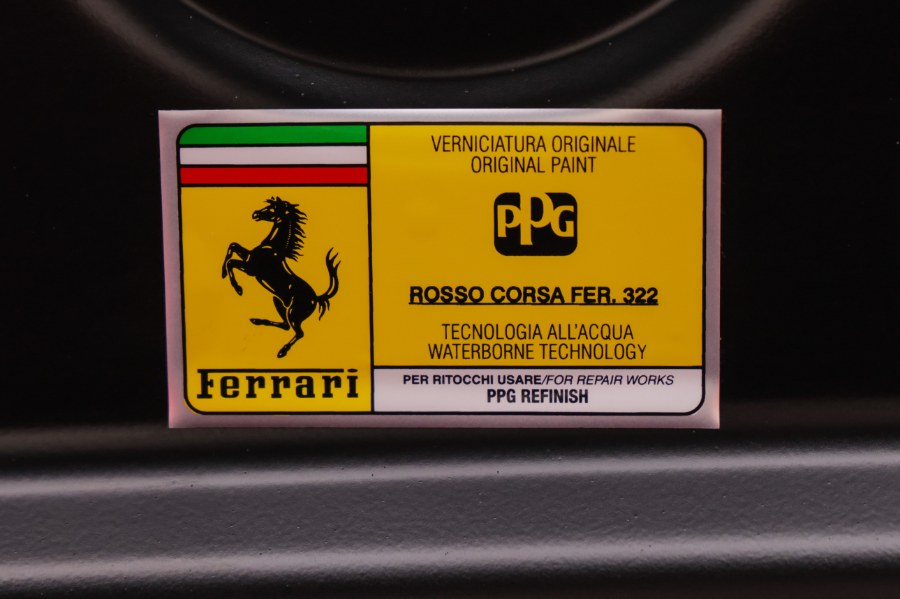 VERNICIATURA ORIGINALE
ORIGINAL PAINT
PPG
ROSSO CORSA FER. 322
TECNOLOGIA ALL'ACQUA
WATERBORNE TECHNOLOGY
Ferrari
PER RITOCCHI USARE/FOR REPAIR WORKS
PPG REFINISH